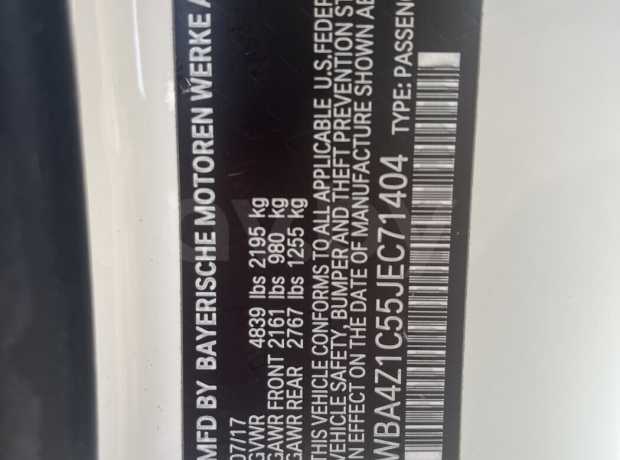 MFD BY BAYERISCHE MOTOREN WERKE A
07/17
GVWR 4839 lbs 2195 kg
GAWR FRONT 2161 lbs 980 kg
GAWR REAR 2767 lbs 1255 kg
THIS VEHICLE CONFORMS TO ALL APPLICABLE U.S.FEDER
VEHICLE SAFETY, BUMPER AND THEFT PREVENTION ST
IN EFFECT ON THE DATE OF MANUFACTURE SHOWN AB
WBA4Z1C55JEC71404 TYPE: PASSENG